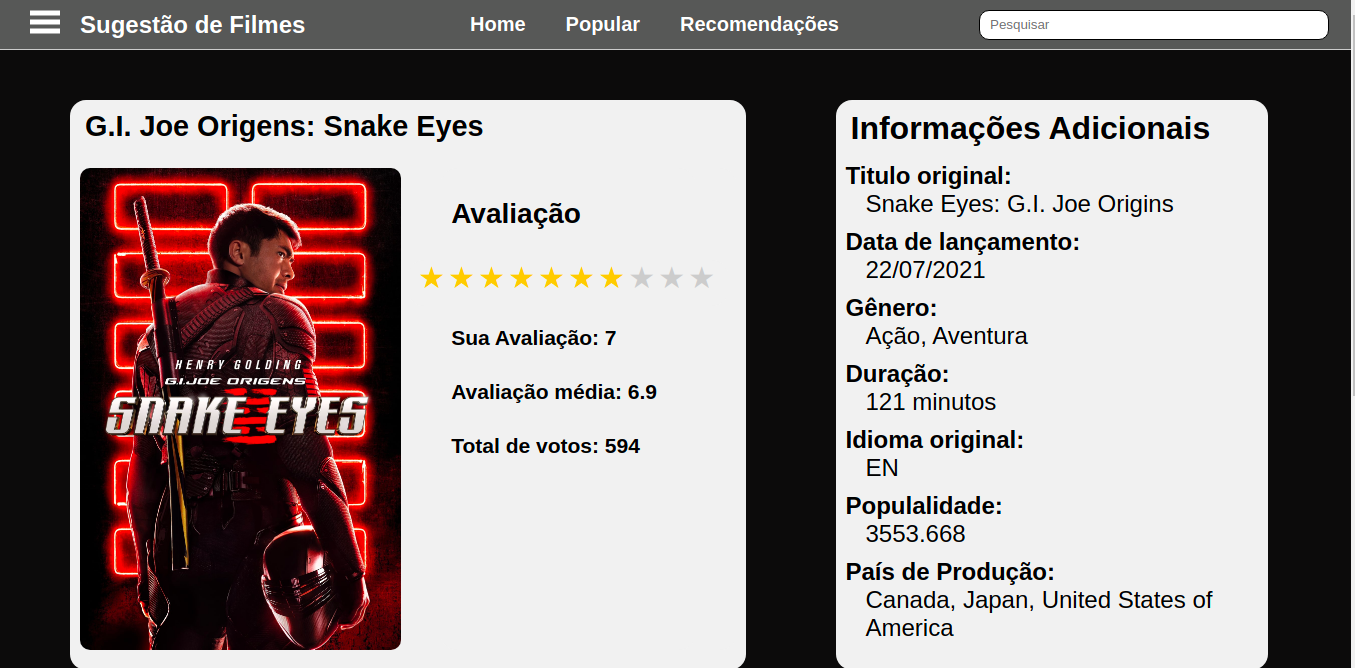 Sugestão de Filmes
Home
Popular
Recomendações
Pesquisar
G.I. Joe Origens: Snake Eyes
HENRY GOLDING
G.I.JOE ORIGENS
SNAKE EYES
Avaliação
Sua Avaliação: 7
Avaliação média: 6.9
Total de votos: 594
Informações Adicionais
Titulo original:
Snake Eyes: G.I. Joe Origins
Data de lançamento:
22/07/2021
Gênero:
Ação, Aventura
Duração:
121 minutos
Idioma original:
EN
Populalidade:
3553.668
País de Produção:
Canada, Japan, United States of
America